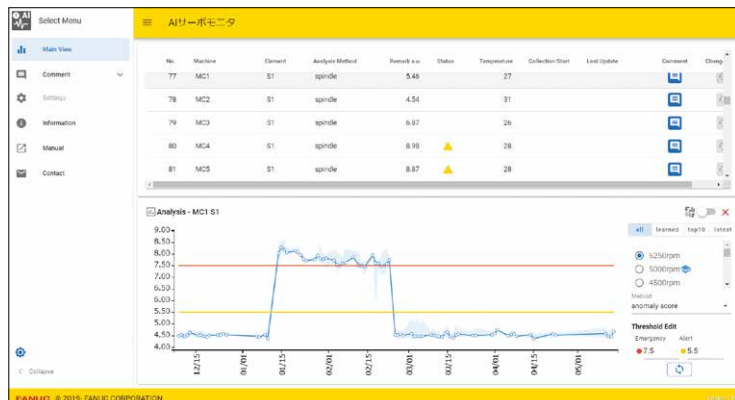 Select Menu
AIサーボモニタ
Main View
Comment
Settings
Information
Manual
Contact
Collapse
No. Machine Element Analysis Method Remark a.u. Status Temperature Collection Start Last Update Comment Change
77 MC1 S1 spindle 5.46 27
78 MC2 S1 spindle 4.54 31
79 MC3 S1 spindle 6.87 26
80 MC4 S1 spindle 8.98 28
81 MC5 S1 spindle 8.87 28
Analysis - MC1 S1
all learned top10 latest
9.00
8.50
8.00
7.50
7.00
6.50
6.00
5.50
5.00
4.50
4.00
12/15
01/01
01/15
02/01
02/15
03/01
03/15
04/01
04/15
05/01
5250rpm
5000rpm
4500rpm
Method
anomaly score
Threshold Edit
Emergency Alert
7.5 5.5
FANUC © 2019- FANUC CORPORATION